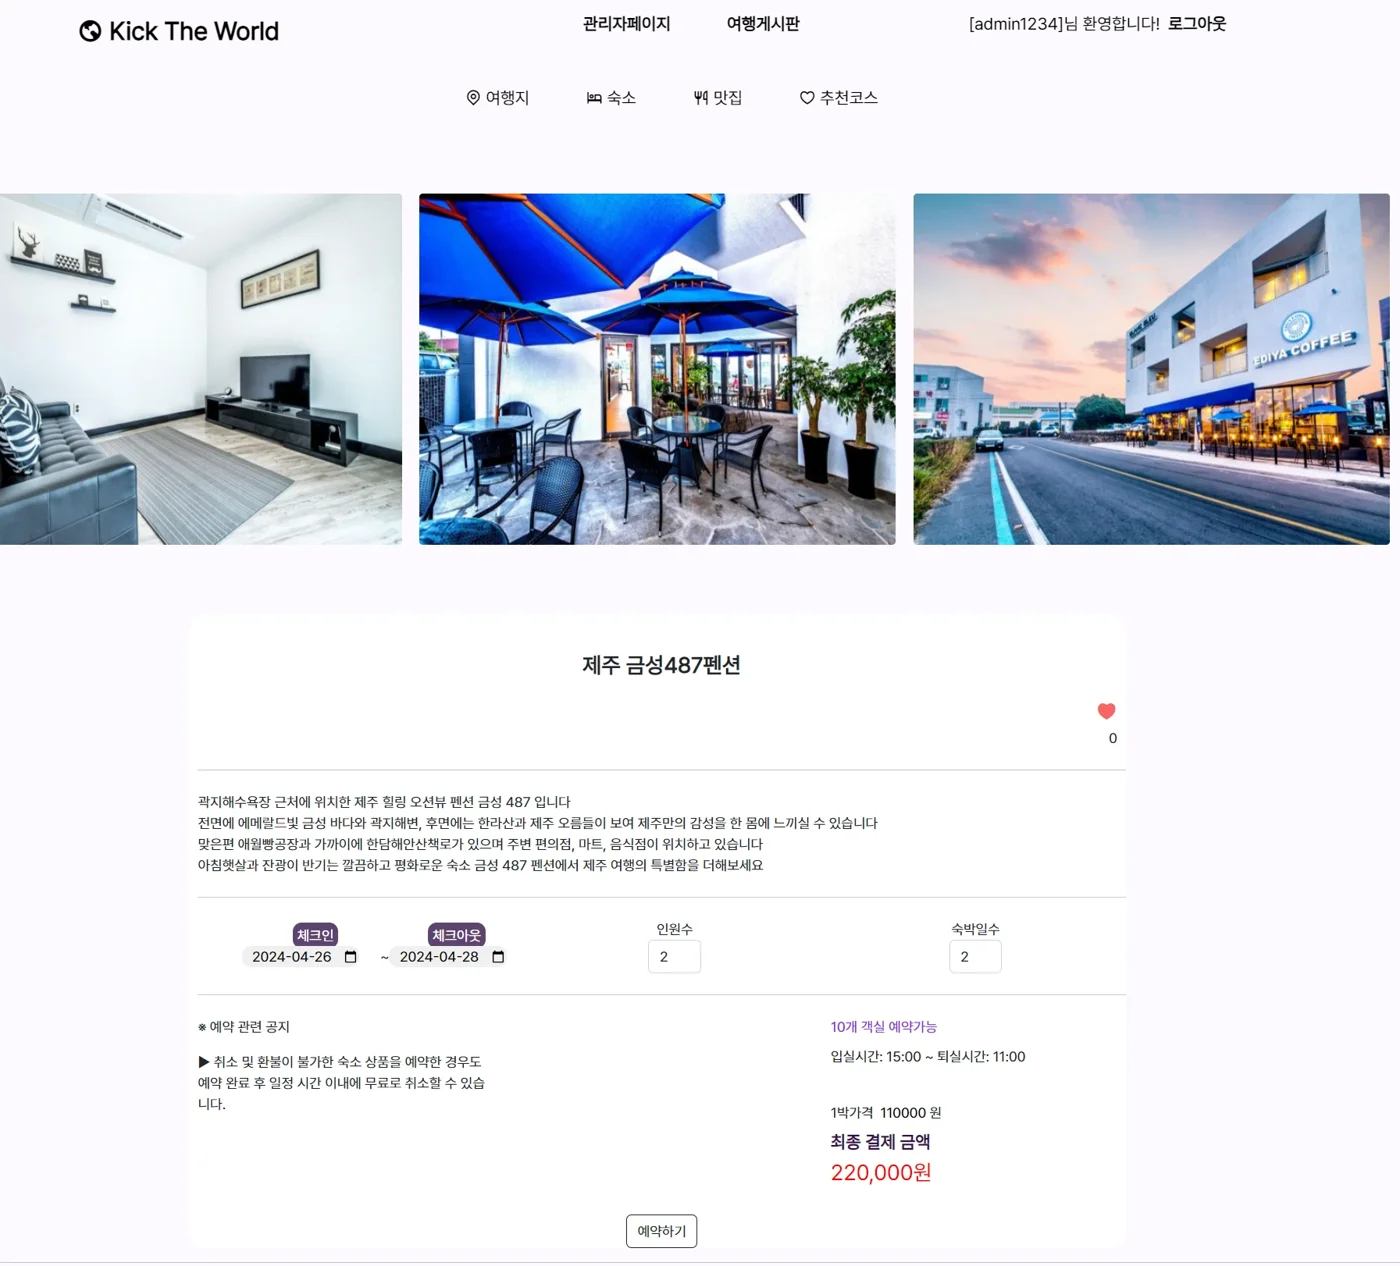 Kick The World
관리자페이지
여행게시판
[admin1234]님 환영합니다! 로그아웃
여행지
숙소
맛집
추천코스
EDIYA COFFEE
제주 금성487펜션
0
곽지해수욕장 근처에 위치한 제주 힐링 오션뷰 펜션 금성 487 입니다
전면에 에메랄드빛 금성 바다와 곽지해변, 후면에는 한라산과 제주 오름들이 보여 제주만의 감성을 한 몸에 느끼실 수 있습니다
맞은편 애월빵공장과 가까이에 한담해안산책로가 있으며 주변 편의점, 마트, 음식점이 위치하고 있습니다
아침햇살과 잔광이 반기는 깔끔하고 평화로운 숙소 금성 487 펜션에서 제주 여행의 특별함을 더해보세요
체크인
체크아웃
인원수
숙박일수
2024-04-26
~
2024-04-28
2
2
※ 예약 관련 공지
▶ 취소 및 환불이 불가한 숙소 상품을 예약한 경우도
예약 완료 후 일정 시간 이내에 무료로 취소할 수 있습
니다.
10개 객실 예약가능
입실시간: 15:00 ~ 퇴실시간: 11:00
1박가격 110000 원
최종 결제 금액
220,000원
예약하기